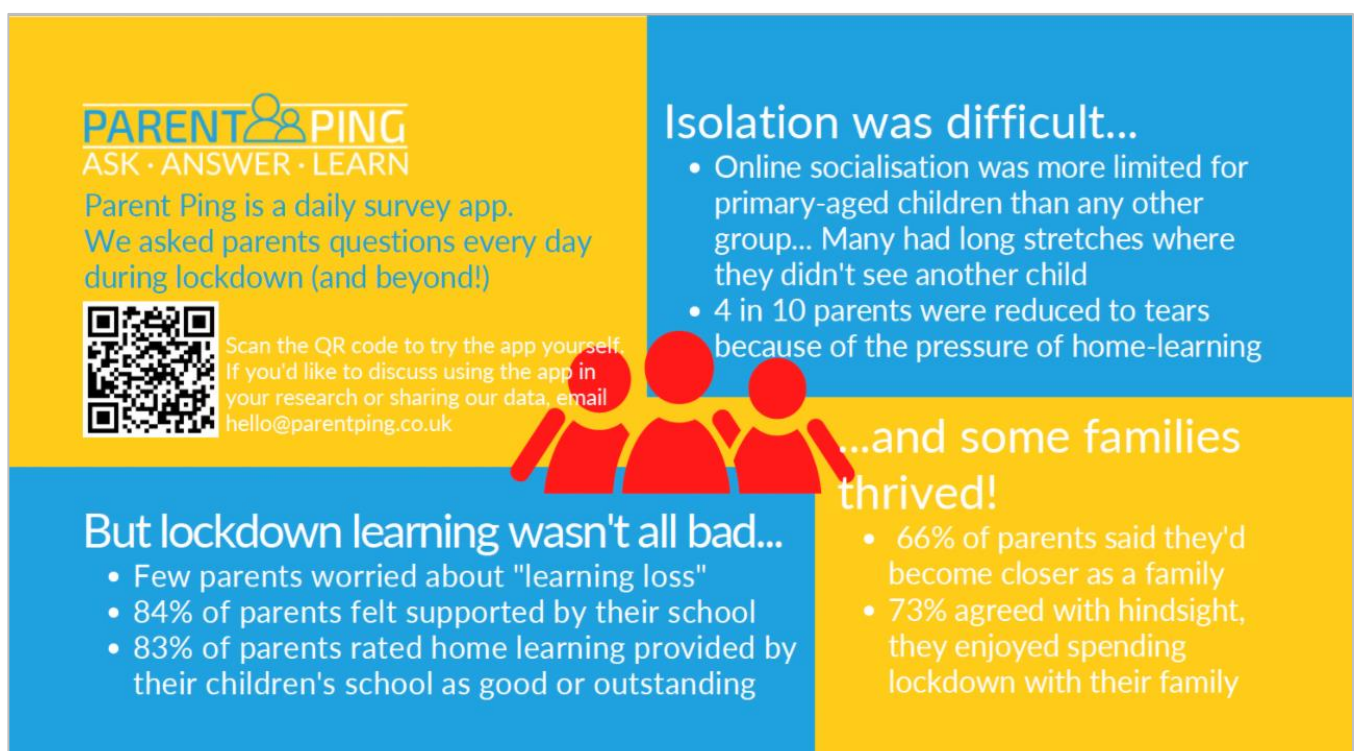 PARENT PING
ASK · ANSWER · LEARN
Parent Ping is a daily survey app.
We asked parents questions every day
during lockdown (and beyond!)
Scan the QR code to try the app yourself.
If you'd like to discuss using the app in
your research or sharing our data, email
hello@parentping.co.uk
Isolation was difficult...
• Online socialisation was more limited for
primary-aged children than any other
group... Many had long stretches where
they didn't see another child
• 4 in 10 parents were reduced to tears
because of the pressure of home-learning
But lockdown learning wasn't all bad...
• Few parents worried about "learning loss"
• 84% of parents felt supported by their school
• 83% of parents rated home learning provided by
their children's school as good or outstanding
...and some families
thrived!
• 66% of parents said they'd
become closer as a family
• 73% agreed with hindsight,
they enjoyed spending
lockdown with their family